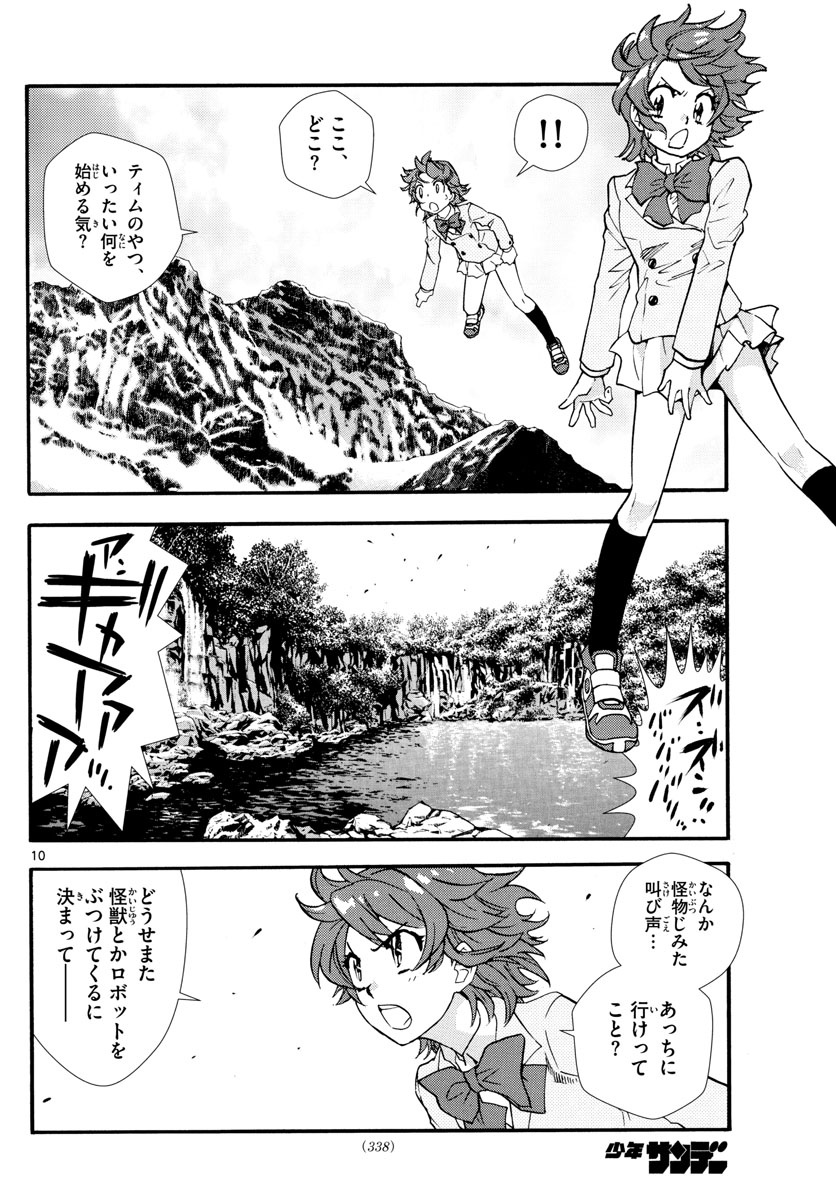 !!
ここ、
どこ?
ティムのやつ、
いったい何を
始める気?
ズズン
ギャアアア
なんか
怪物じみた
叫び声…
あっちに
行けって
こと?
どうせまた
怪獣とかロボットを
ぶつけてくるに
決まって――
10
(338)
少年サンデー